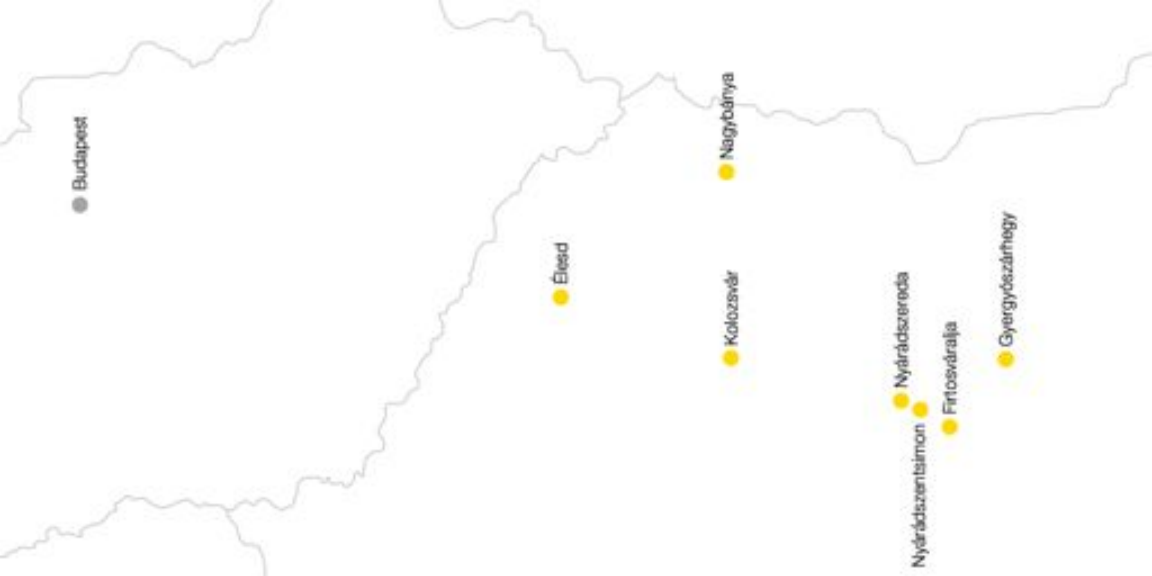 Budapest
Élesd
Nagybánya
Kolozsvár
Nyárádszereda
Nyárádszentsimon
Firtosváralja
Gyergyószárhegy